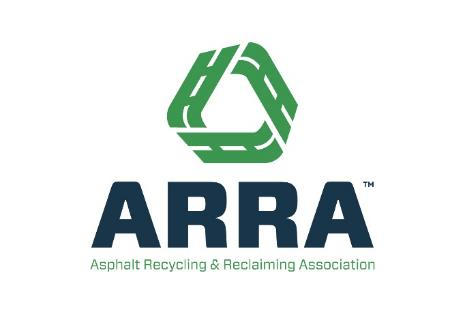 ARRA™
Asphalt Recycling & Reclaiming Association